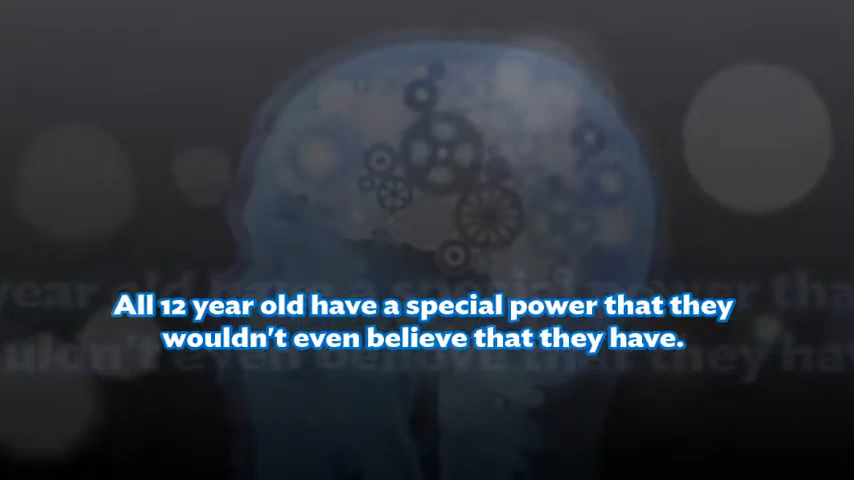 All 12 year old have a special power that they
wouldn't even believe that they have.